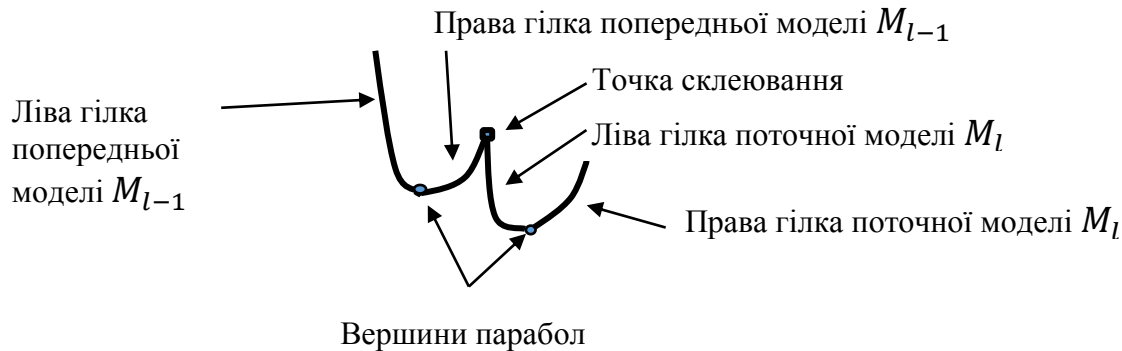 Права гілка попередньої моделі M_{l−1}
Точка склеювання
Ліва гілка
попередньої
моделі M_{l−1}
Ліва гілка поточної моделі M_l
Права гілка поточної моделі M_l
Вершини парабол